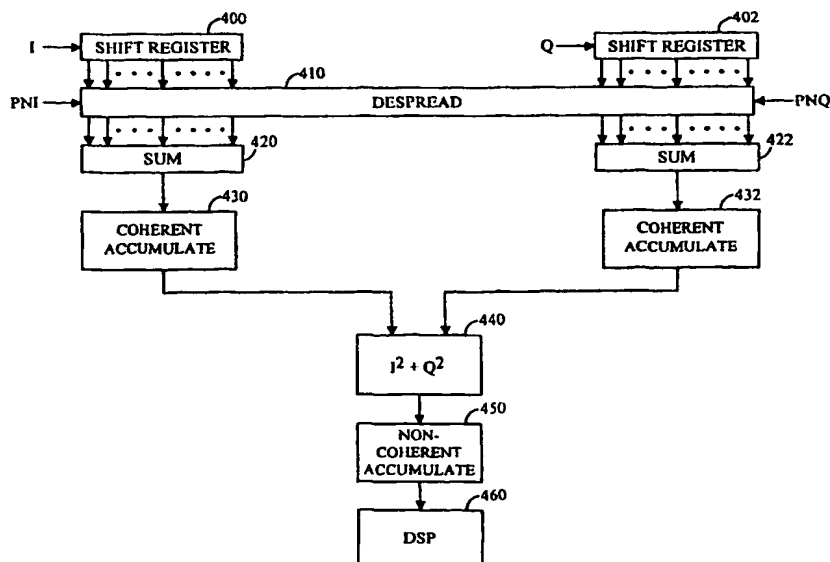 400
402
I
SHIFT REGISTER
Q
SHIFT REGISTER
410
PNI
DESPREAD
PNQ
420
SUM
422
SUM
430
COHERENT
ACCUMULATE
432
COHERENT
ACCUMULATE
440
I² + Q²
450
NON-
COHERENT
ACCUMULATE
460
DSP